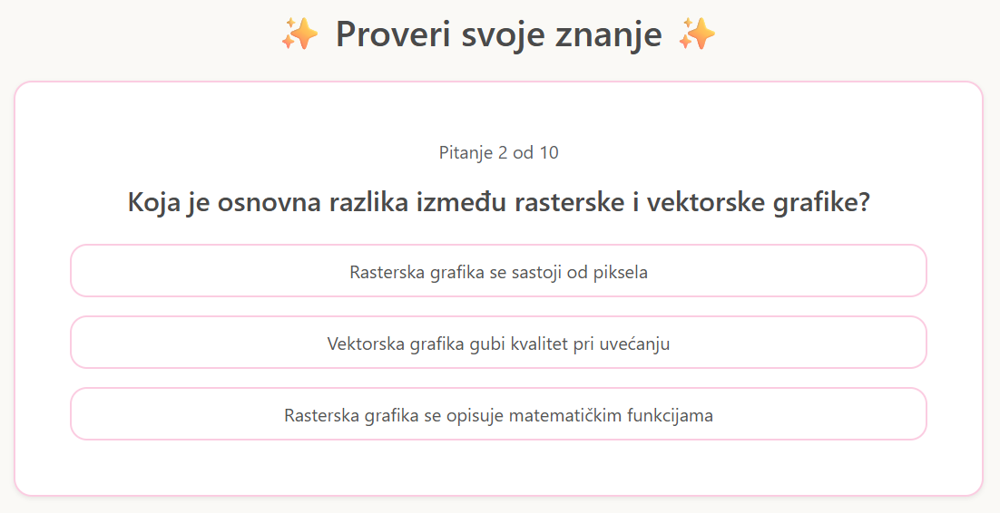 ✨ Proveri svoje znanje ✨
Pitanje 2 od 10
Koja je osnovna razlika između rasterske i vektorske grafike?
Rasterska grafika se sastoji od piksela
Vektorska grafika gubi kvalitet pri uvećanju
Rasterska grafika se opisuje matematičkim funkcijama